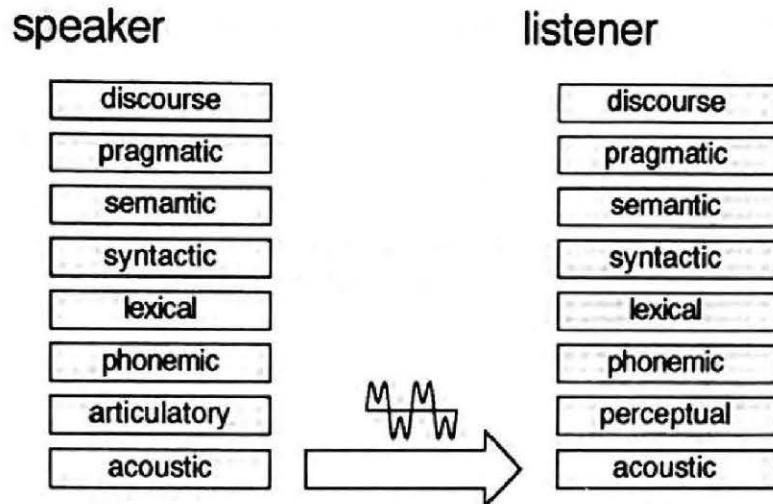 speaker
discourse
pragmatic
semantic
syntactic
lexical
phonemic
articulatory
acoustic
listener
discourse
pragmatic
semantic
syntactic
lexical
phonemic
perceptual
acoustic